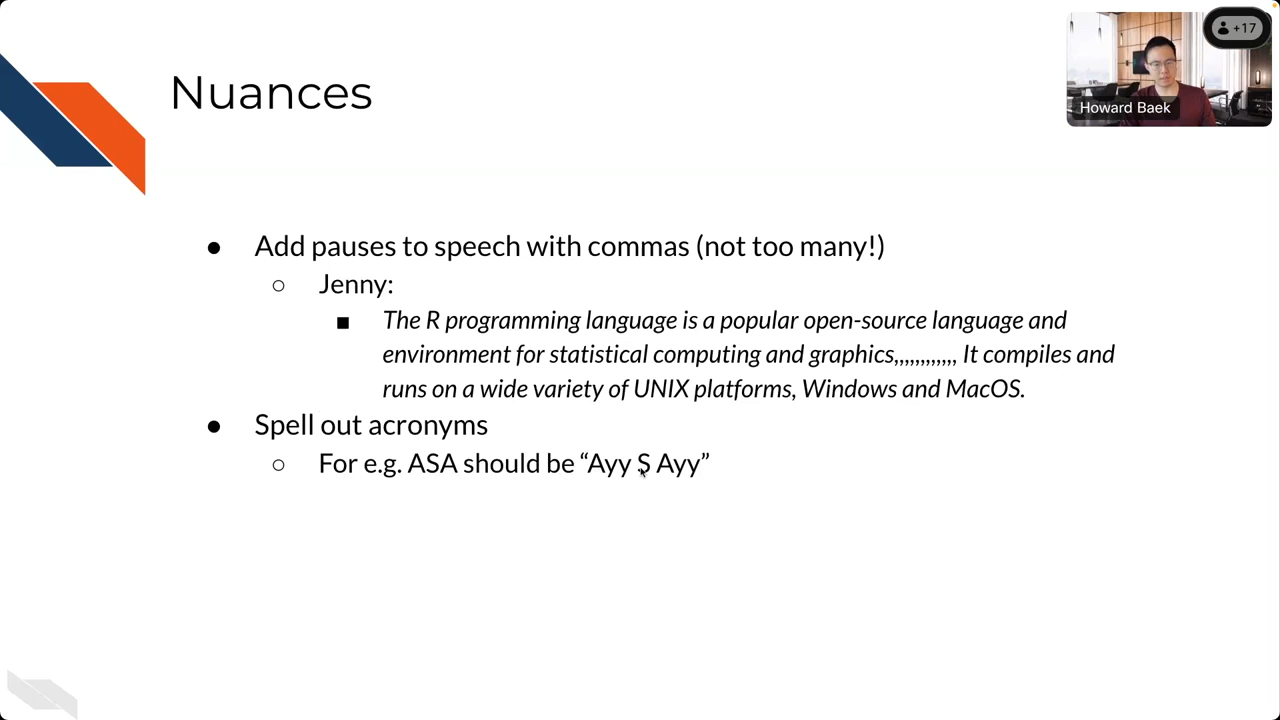 Nuances
+17
Howard Baek
● Add pauses to speech with commas (not too many!)
○ Jenny:
■ The R programming language is a popular open-source language and
environment for statistical computing and graphics,,,,,,,,,,,, It compiles and
runs on a wide variety of UNIX platforms, Windows and MacOS.
● Spell out acronyms
○ For e.g. ASA should be “Ayy S Ayy”